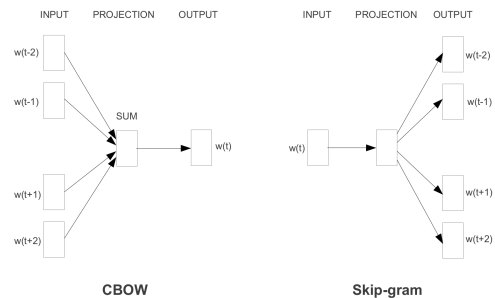 INPUT PROJECTION OUTPUT
w(t-2)
w(t-1)
SUM
w(t)
w(t+1)
w(t+2)
CBOW
INPUT PROJECTION OUTPUT
w(t-2)
w(t-1)
w(t)
w(t+1)
w(t+2)
Skip-gram